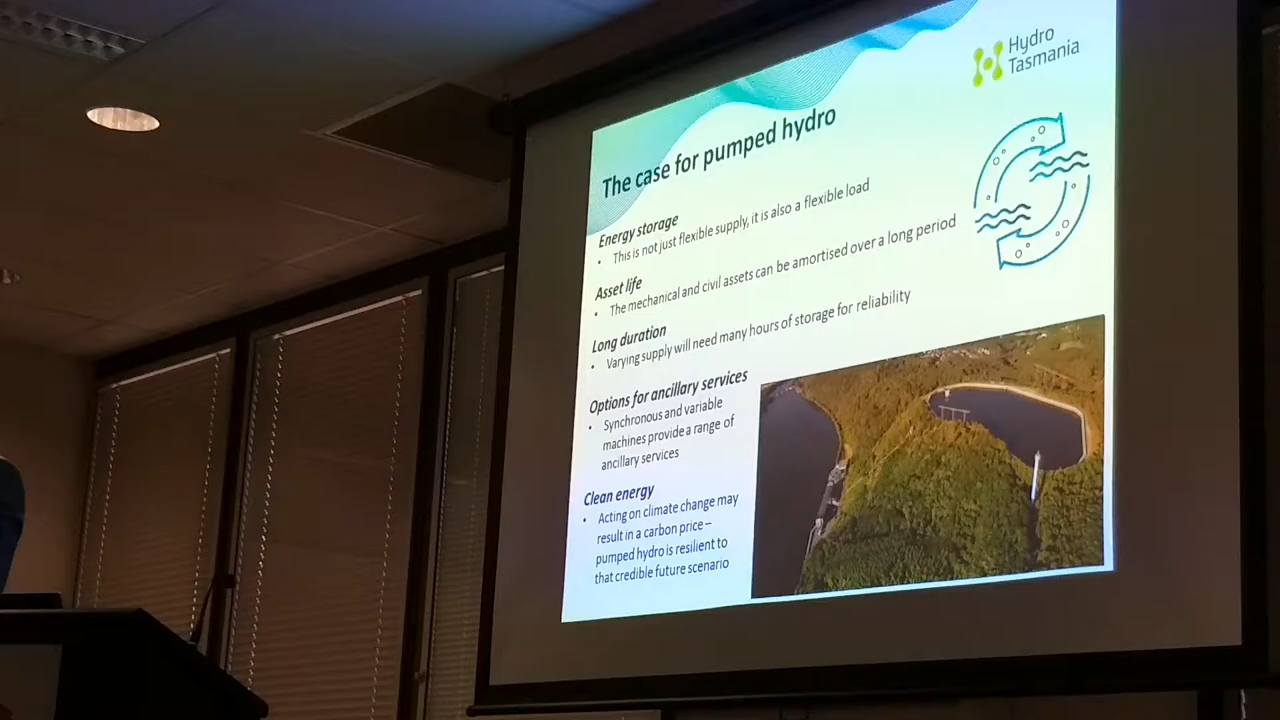 Hydro
Tasmania
The case for pumped hydro
Energy storage
• This is not just flexible supply, it is also a flexible load
Asset life
• The mechanical and civil assets can be amortised over a long period
Long duration
• Varying supply will need many hours of storage for reliability
Options for ancillary services
• Synchronous and variable
machines provide a range of
ancillary services
Clean energy
• Acting on climate change may
result in a carbon price –
pumped hydro is resilient to
that credible future scenario